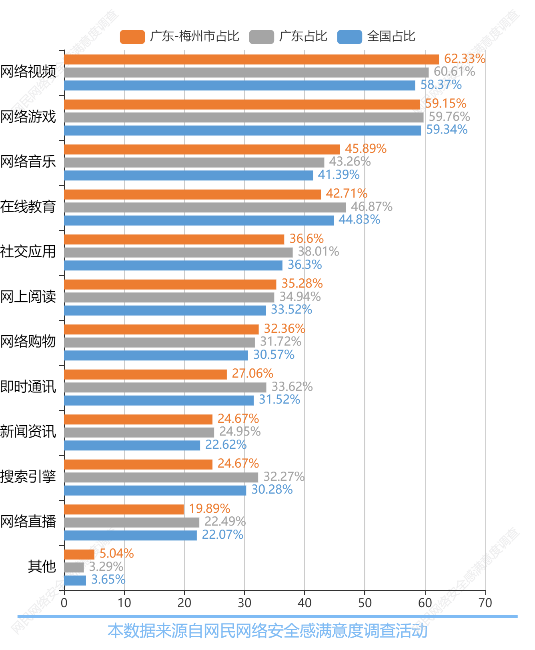 广东-梅州市占比 广东占比 全国占比
网络视频 62.33% 60.61% 58.37%
网络游戏 59.15% 59.76% 59.34%
网络音乐 45.89% 43.26% 41.39%
在线教育 42.71% 46.87% 44.83%
社交应用 36.6% 38.01% 36.3%
网上阅读 35.28% 34.94% 33.52%
网络购物 32.36% 31.72% 30.57%
即时通讯 27.06% 33.62% 31.52%
新闻资讯 24.67% 24.95% 22.62%
搜索引擎 24.67% 32.27% 30.28%
网络直播 19.89% 22.49% 22.07%
其他 5.04% 3.29% 3.65%
0 10 20 30 40 50 60 70
本数据来源自网民网络安全感满意度调查活动